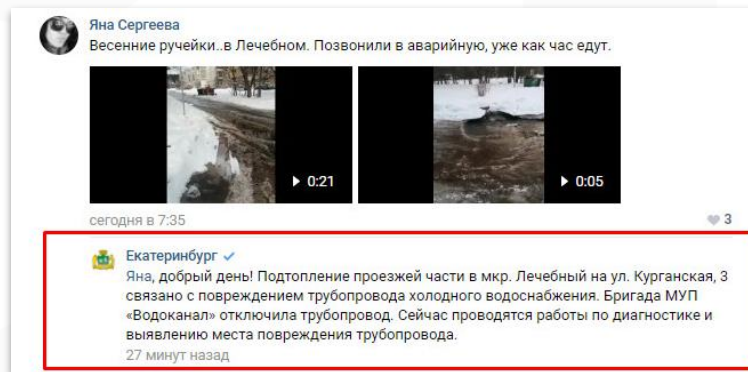 Яна Сергеева
Весенние ручейки..в Лечебном. Позвонили в аварийную, уже как час едут.
0:21
0:05
сегодня в 7:35
3
Екатеринбург
Яна, добрый день! Подтопление проезжей части в мкр. Лечебный на ул. Курганская, 3
связано с повреждением трубопровода холодного водоснабжения. Бригада МУП
«Водоканал» отключила трубопровод. Сейчас проводятся работы по диагностике и
выявлению места повреждения трубопровода.
27 минут назад